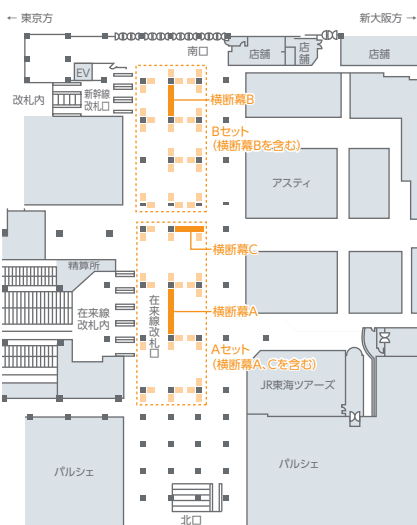 ← 東京方
新大阪方 →
南口
店舗
店舗
店舗
EV
改札内
新幹線
改札口
横断幕B
Bセット
(横断幕Bを含む)
アスティ
横断幕C
精算所
在来線
改札内
在来線改札口
横断幕A
Aセット
(横断幕A、Cを含む)
JR東海ツアーズ
パルシェ
パルシェ
北口